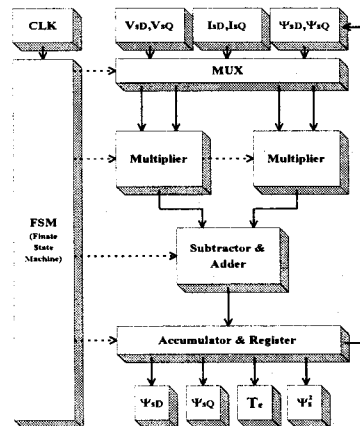 CLK
VsD,VsQ
IsD,IsQ
ΨsD,ΨsQ
MUX
Multiplier
Multiplier
FSM
(Finate
State
Machine)
Subtractor &
Adder
Accumulator & Register
ΨsD
ΨsQ
Te
Ψs²